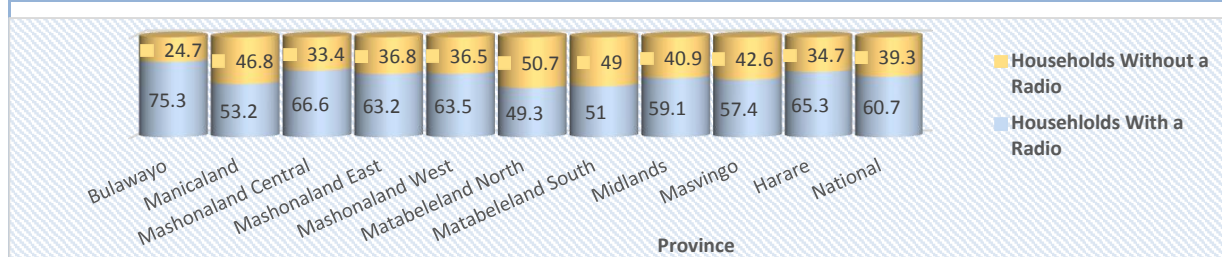 24.7 46.8 33.4 36.8 36.5 50.7 49 40.9 42.6 34.7 39.3
75.3 53.2 66.6 63.2 63.5 49.3 51 59.1 57.4 65.3 60.7
Households Without a
Radio
Househlolds With a
Radio
Bulawayo
Manicaland
Mashonaland Central
Mashonaland East
Mashonaland West
Matabeleland North
Matabeleland South
Midlands
Masvingo
Harare
National
Province